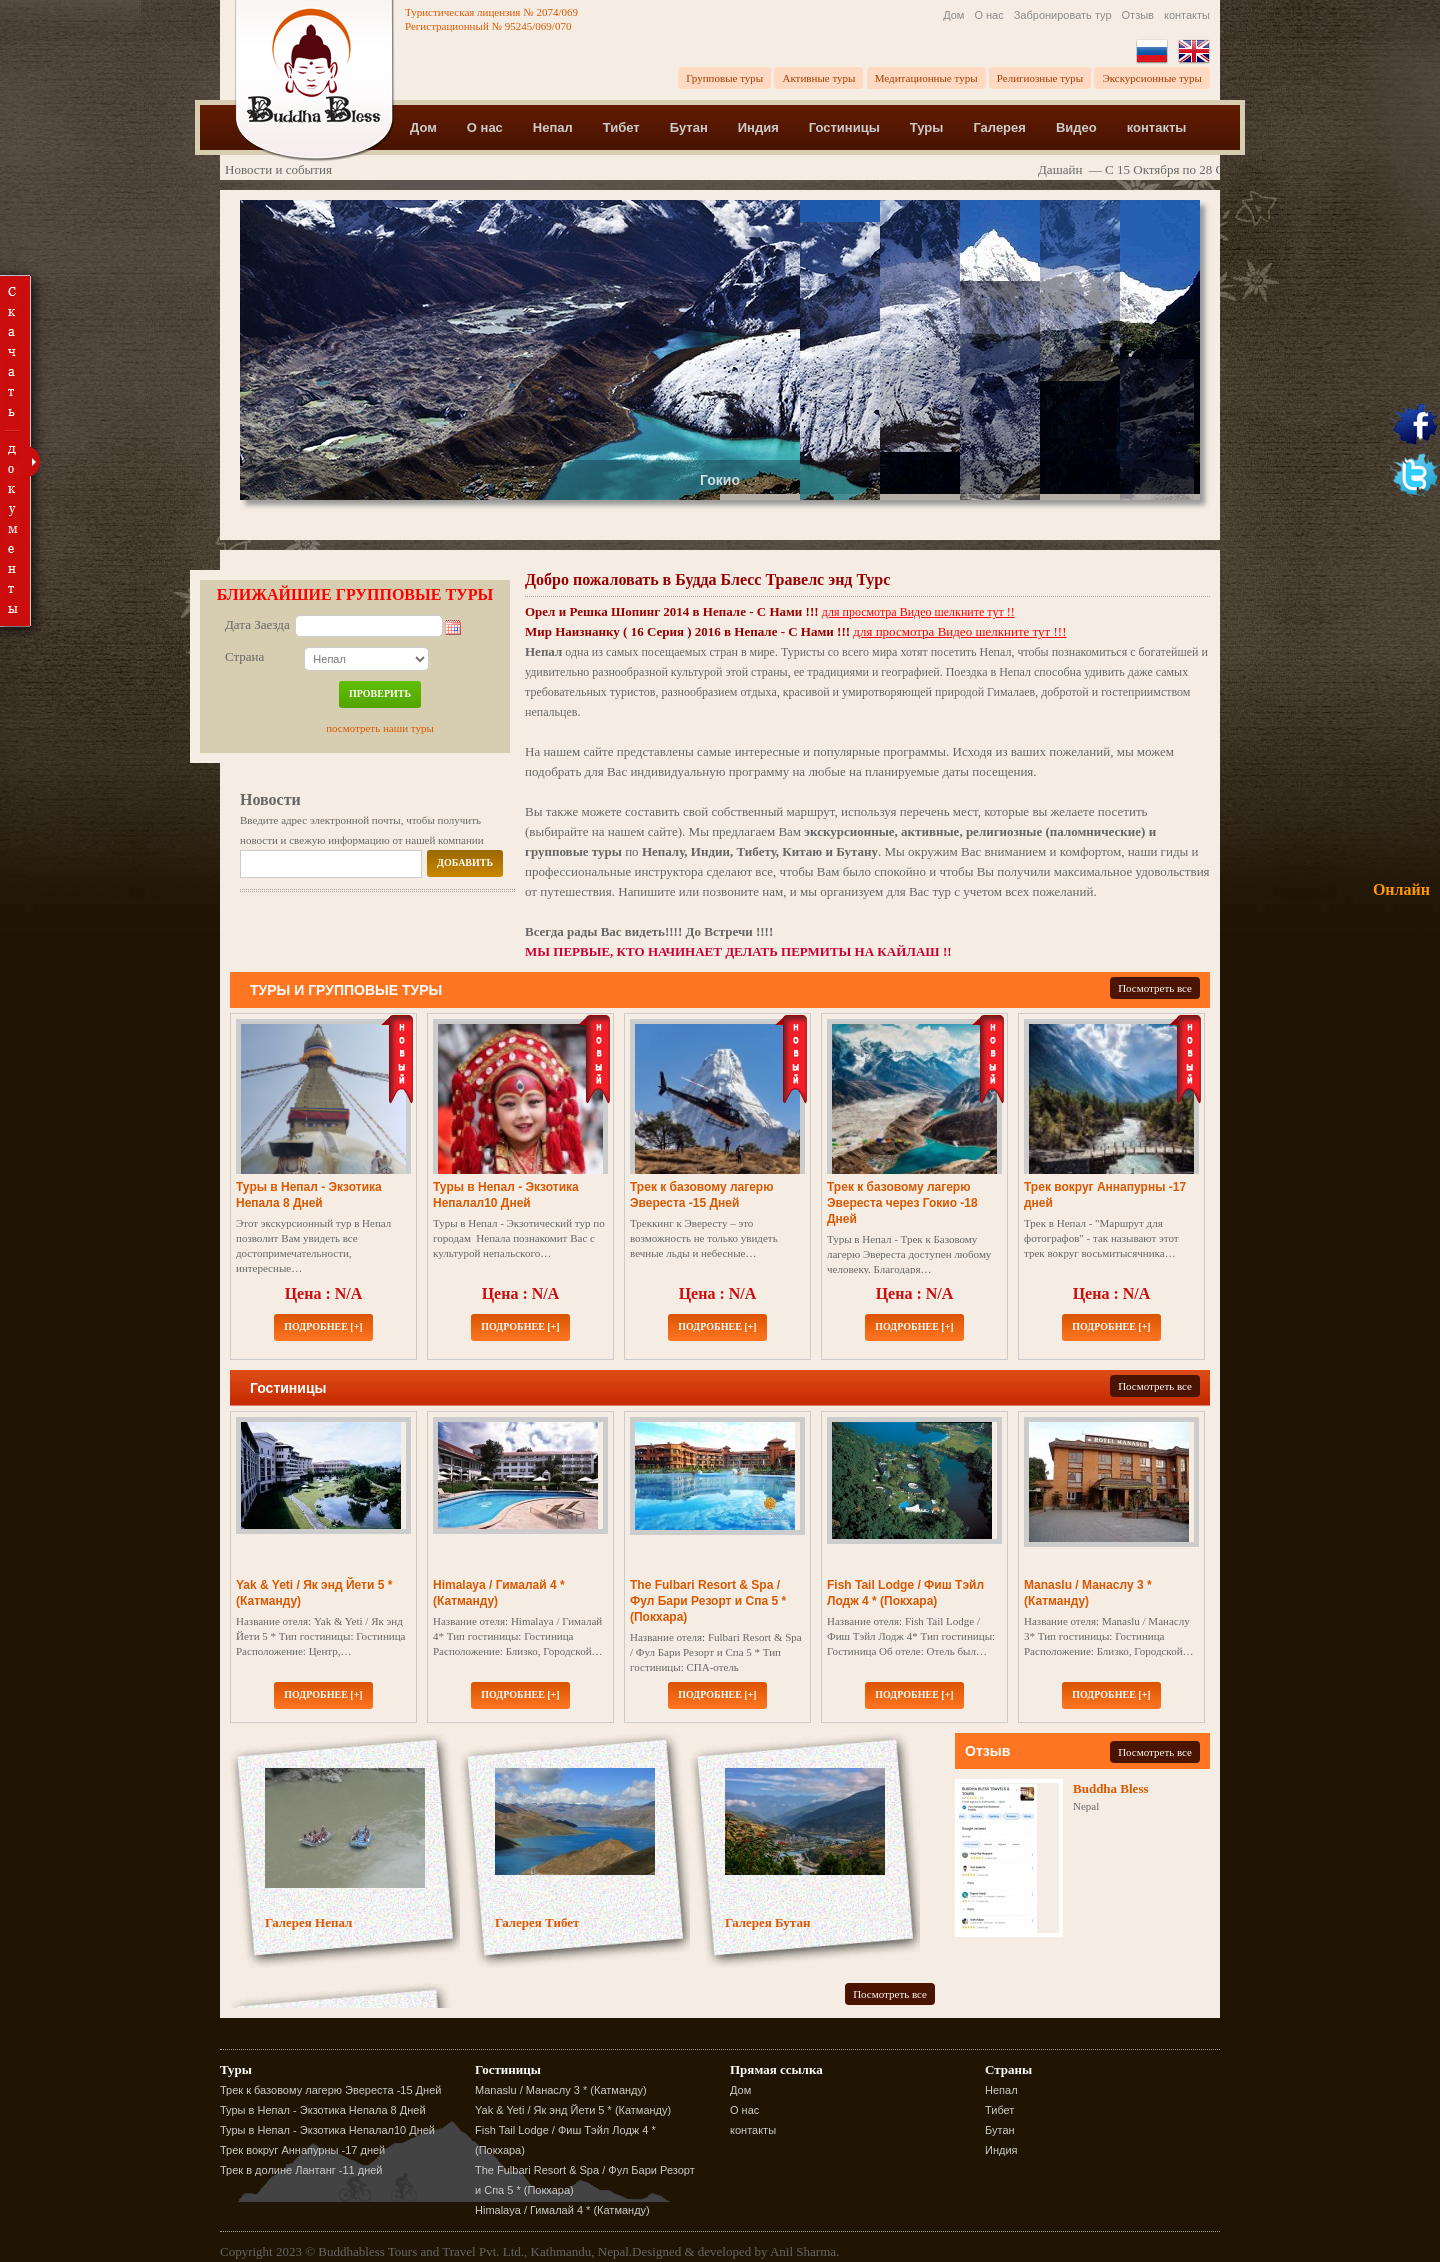 Туристическая лицензия № 2074/069
Регистрационный № 95245/069/070
Дом О нас Забронировать тур Отзыв контакты
Групповые туры Активные туры Медитационные туры Религиозные туры Экскурсионные туры
Buddha Bless
Дом О нас Непал Тибет Бутан Индия Гостиницы Туры Галерея Видео контакты
Новости и события
Дашайн — С 15 Октября по 28
Скачать документы
Гокио
БЛИЖАЙШИЕ ГРУППОВЫЕ ТУРЫ
Дата Заезда
Страна
Непал
ПРОВЕРИТЬ
посмотреть наши туры
Новости
Введите адрес электронной почты, чтобы получить
новости и свежую информацию от нашей компании
ДОБАВИТЬ
Добро пожаловать в Будда Блесс Травелс энд Турс
Орел и Решка Шопинг 2014 в Непале - С Нами !!! для просмотра Видео шелкните тут !!
Мир Наизнанку ( 16 Серия ) 2016 в Непале - С Нами !!! для просмотра Видео шелкните тут !!!
Непал одна из самых посещаемых стран в мире. Туристы со всего мира хотят посетить Непал, чтобы познакомиться с богатейшей и
удивительно разнообразной культурой этой страны, ее традициями и географией. Поездка в Непал способна удивить даже самых
требовательных туристов, разнообразием отдыха, красивой и умиротворяющей природой Гималаев, добротой и гостеприимством
непальцев.
На нашем сайте представлены самые интересные и популярные программы. Исходя из ваших пожеланий, мы можем
подобрать для Вас индивидуальную программу на любые на планируемые даты посещения.
Вы также можете составить свой собственный маршрут, используя перечень мест, которые вы желаете посетить
(выбирайте на нашем сайте). Мы предлагаем Вам экскурсионные, активные, религиозные (паломнические) и
групповые туры по Непалу, Индии, Тибету, Китаю и Бутану. Мы окружим Вас вниманием и комфортом, наши гиды и
профессиональные инструктора сделают все, чтобы Вам было спокойно и чтобы Вы получили максимальное удовольствия
от путешествия. Напишите или позвоните нам, и мы организуем для Вас тур с учетом всех пожеланий.
Всегда рады Вас видеть!!!! До Встречи !!!!
МЫ ПЕРВЫЕ, КТО НАЧИНАЕТ ДЕЛАТЬ ПЕРМИТЫ НА КАЙЛАШ !!
Онлайн
ТУРЫ И ГРУППОВЫЕ ТУРЫ
Посмотреть все
новый
Туры в Непал - Экзотика
Непала 8 Дней
Этот экскурсионный тур в Непал
позволит Вам увидеть все
достопримечательности,
интересные…
Цена : N/A
ПОДРОБНЕЕ [+]
новый
Туры в Непал - Экзотика
Непалал10 Дней
Туры в Непал - Экзотический тур по
городам Непала познакомит Вас с
культурой непальского…
Цена : N/A
ПОДРОБНЕЕ [+]
новый
Трек к базовому лагерю
Эвереста -15 Дней
Треккинг к Эвересту – это
возможность не только увидеть
вечные льды и небесные…
Цена : N/A
ПОДРОБНЕЕ [+]
новый
Трек к базовому лагерю
Эвереста через Гокио -18
Дней
Туры в Непал - Трек к Базовому
лагерю Эвереста доступен любому
человеку. Благодаря…
Цена : N/A
ПОДРОБНЕЕ [+]
новый
Трек вокруг Аннапурны -17
дней
Трек в Непал - "Маршрут для
фотографов" - так называют этот
трек вокруг восьмитысячника…
Цена : N/A
ПОДРОБНЕЕ [+]
Гостиницы
Посмотреть все
Yak & Yeti / Як энд Йети 5 *
(Катманду)
Название отеля: Yak & Yeti / Як энд
Йети 5 * Тип гостиницы: Гостиница
Расположение: Центр,…
ПОДРОБНЕЕ [+]
Himalaya / Гималай 4 *
(Катманду)
Название отеля: Himalaya / Гималай
4* Тип гостиницы: Гостиница
Расположение: Близко, Городской…
ПОДРОБНЕЕ [+]
The Fulbari Resort & Spa /
Фул Бари Резорт и Спа 5 *
(Покхара)
Название отеля: Fulbari Resort & Spa
/ Фул Бари Резорт и Спа 5 * Тип
гостиницы: СПА-отель
ПОДРОБНЕЕ [+]
Fish Tail Lodge / Фиш Тэйл
Лодж 4 * (Покхара)
Название отеля: Fish Tail Lodge /
Фиш Тэйл Лодж 4* Тип гостиницы:
Гостиница Об отеле: Отель был…
ПОДРОБНЕЕ [+]
HOTEL MANASLU
Manaslu / Манаслу 3 *
(Катманду)
Название отеля: Manaslu / Манаслу
3* Тип гостиницы: Гостиница
Расположение: Близко, Городской…
ПОДРОБНЕЕ [+]
Галерея Непал
Галерея Тибет
Галерея Бутан
Посмотреть все
Отзыв
Посмотреть все
BUDDHA BLESS TRAVELS &
TOURS
Google reviews
Buddha Bless
Nepal
Туры
Трек к базовому лагерю Эвереста -15 Дней
Туры в Непал - Экзотика Непала 8 Дней
Туры в Непал - Экзотика Непалал10 Дней
Трек вокруг Аннапурны -17 дней
Трек в долине Лантанг -11 дней
Гостиницы
Manaslu / Манаслу 3 * (Катманду)
Yak & Yeti / Як энд Йети 5 * (Катманду)
Fish Tail Lodge / Фиш Тэйл Лодж 4 *
(Покхара)
The Fulbari Resort & Spa / Фул Бари Резорт
и Спа 5 * (Покхара)
Himalaya / Гималай 4 * (Катманду)
Прямая ссылка
Дом
О нас
контакты
Страны
Непал
Тибет
Бутан
Индия
Copyright 2023 © Buddhabless Tours and Travel Pvt. Ltd., Kathmandu, Nepal.Designed & developed by Anil Sharma.